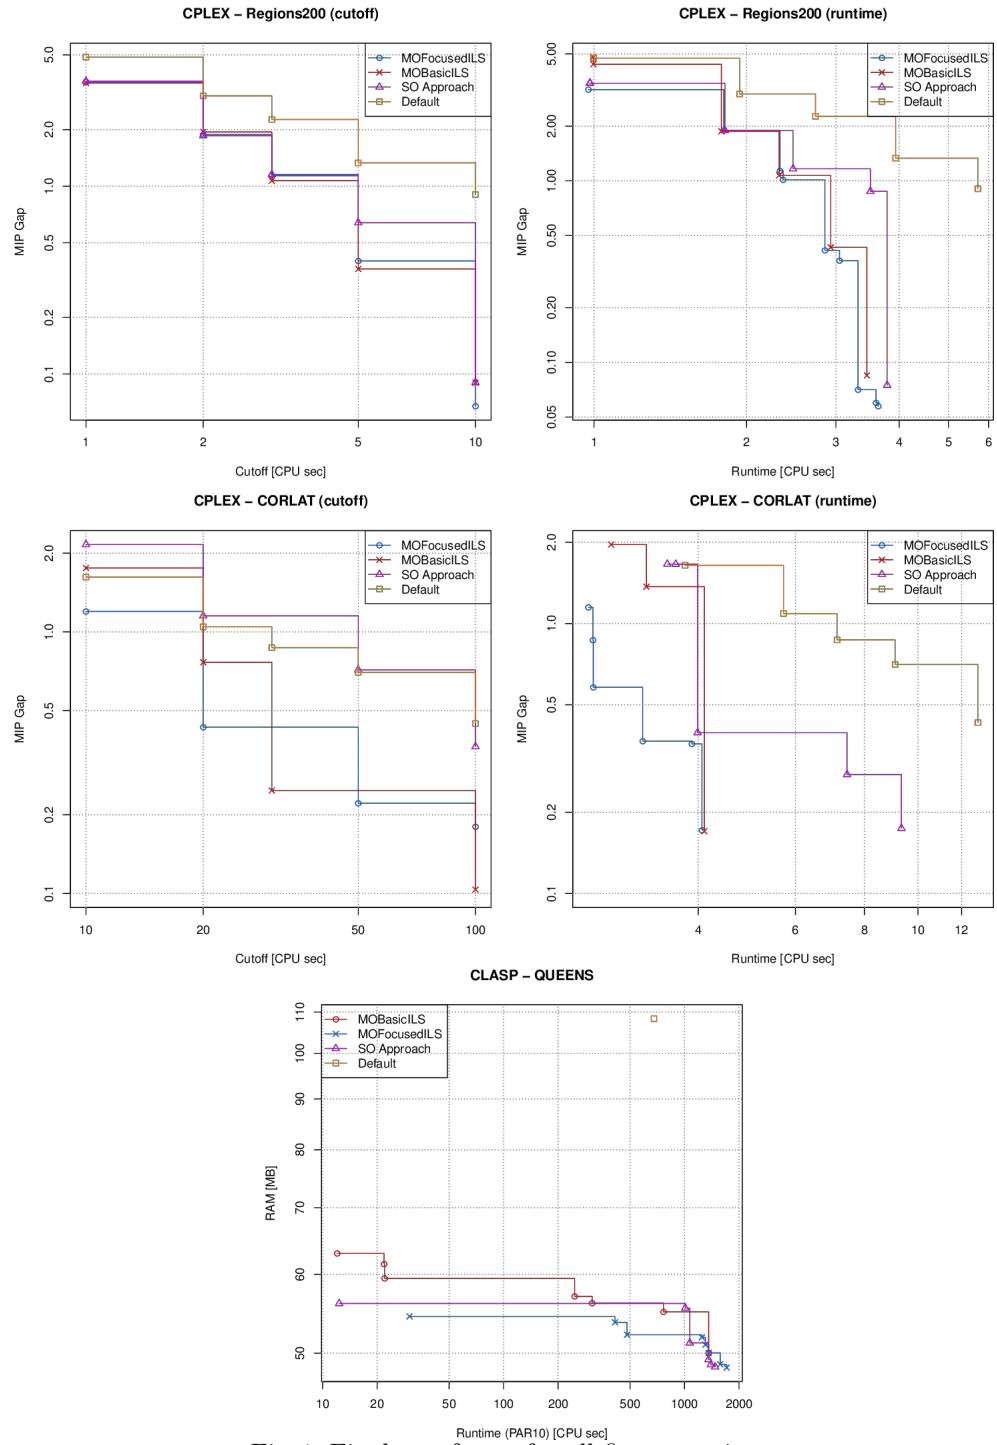 CPLEX − Regions200 (cutoff)
MIP Gap
5.0
2.0
1.0
0.5
0.2
0.1
MOFocusedILS
MOBasicILS
SO Approach
Default
1
2
5
10
Cutoff [CPU sec]
CPLEX − Regions200 (runtime)
MIP Gap
5.00
2.00
1.00
0.50
0.20
0.10
0.05
MOFocusedILS
MOBasicILS
SO Approach
Default
1
2
3
4
5
6
Runtime [CPU sec]
CPLEX − CORLAT (cutoff)
MIP Gap
2.0
1.0
0.5
0.2
0.1
MOFocusedILS
MOBasicILS
SO Approach
Default
10
20
50
100
Cutoff [CPU sec]
CPLEX − CORLAT (runtime)
MIP Gap
2.0
1.0
0.5
0.2
0.1
MOFocusedILS
MOBasicILS
SO Approach
Default
4
6
8
10
12
Runtime [CPU sec]
CLASP − QUEENS
RAM [MB]
110
100
90
80
70
60
50
MOBasicILS
MOFocusedILS
SO Approach
Default
10
20
50
100
200
500
1000
2000
Runtime (PAR10) [CPU sec]